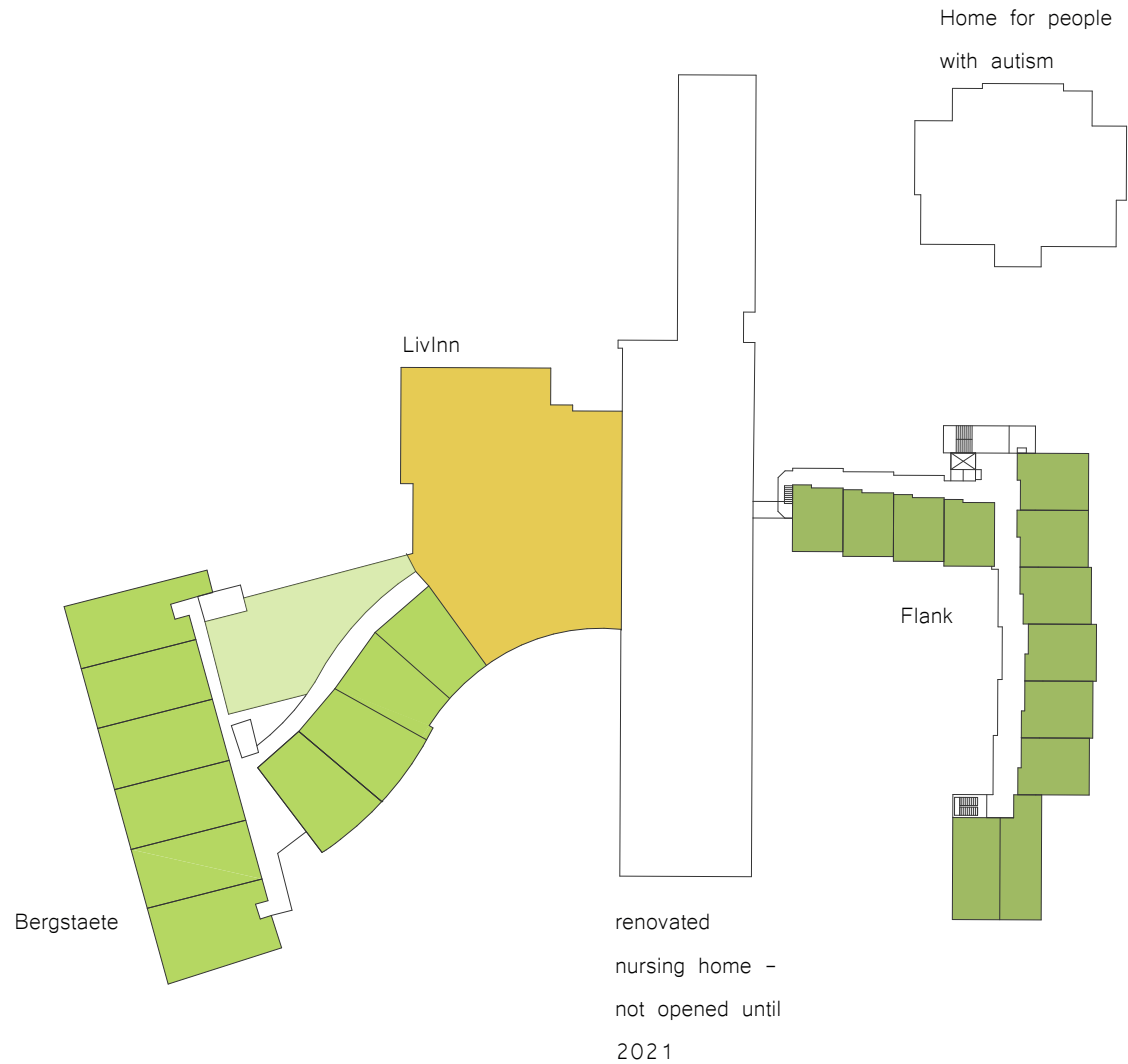 Home for people
with autism
LivInn
Flank
Bergstaete
renovated
nursing home –
not opened until
2021